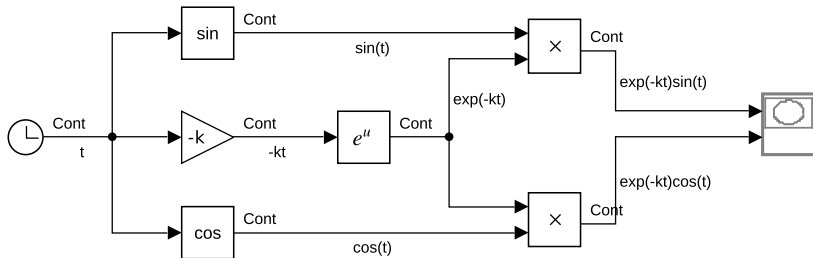 sin
Cont
sin(t)
×
Cont
exp(-kt)sin(t)
exp(-kt)
Cont
t
-k
Cont
-kt
e^u
Cont
exp(-kt)cos(t)
×
Cont
cos
Cont
cos(t)